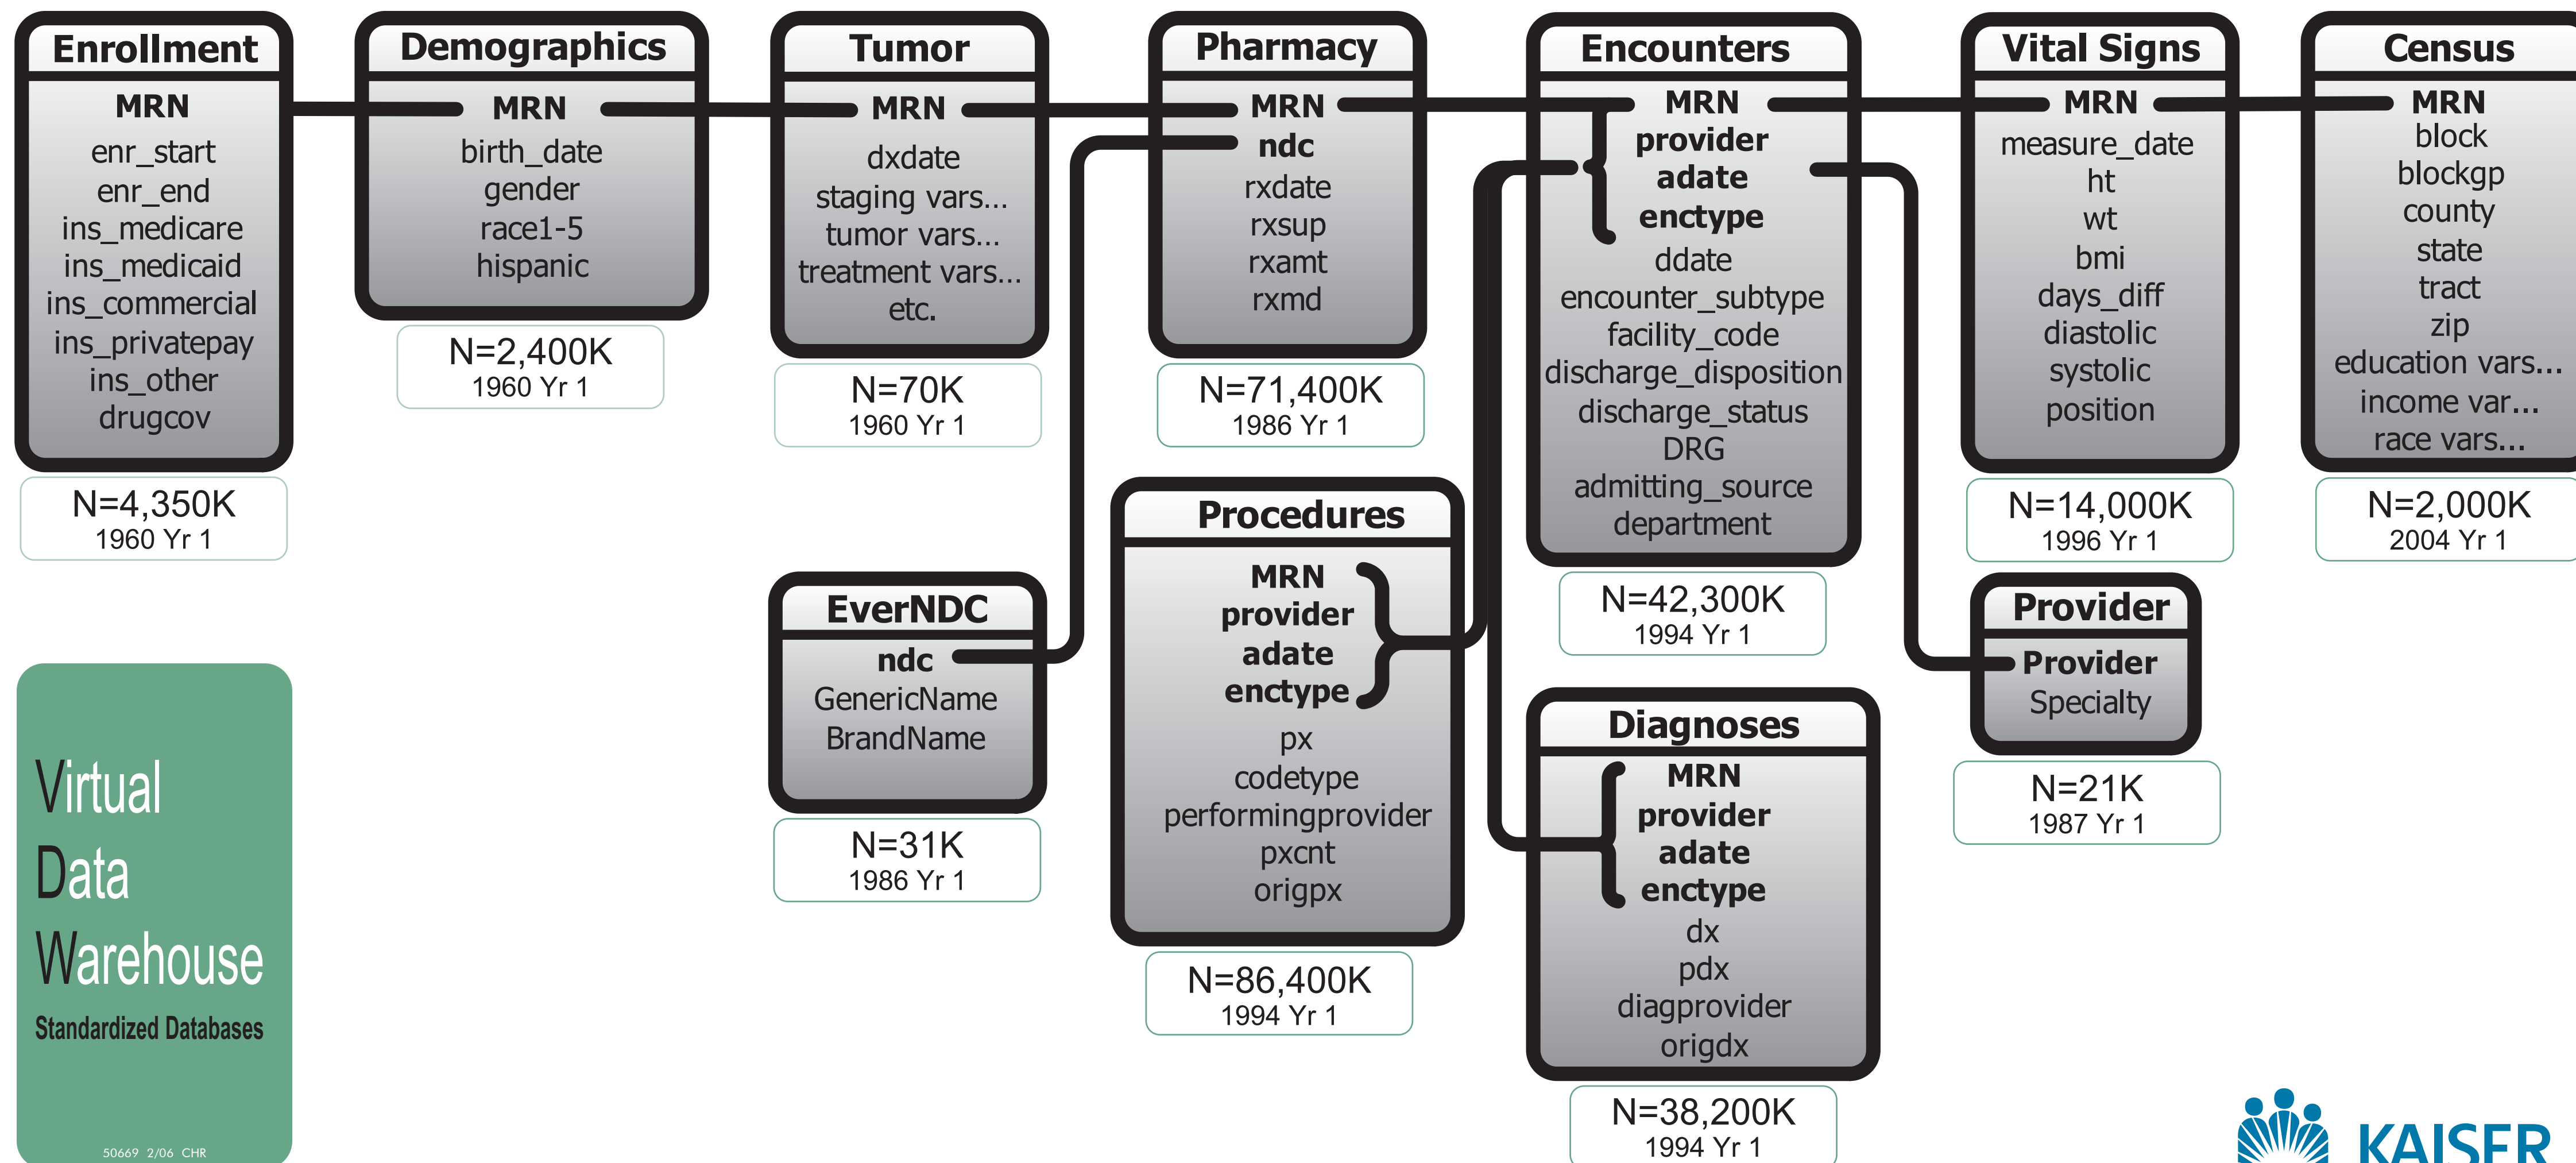 Enrollment
MRN
enr_start
enr_end
ins_medicare
ins_medicaid
ins_commercial
ins_privatepay
ins_other
drugcov
N=4,350K
1960 Yr 1
Demographics
MRN
birth_date
gender
race1-5
hispanic
N=2,400K
1960 Yr 1
Tumor
MRN
dxdate
staging vars...
tumor vars...
treatment vars...
etc.
N=70K
1960 Yr 1
Pharmacy
MRN
ndc
rxdate
rxsup
rxamt
rxmd
N=71,400K
1986 Yr 1
Encounters
MRN
provider
adate
enctype
ddate
encounter_subtype
facility_code
discharge_disposition
discharge_status
DRG
admitting_source
department
N=42,300K
1994 Yr 1
Vital Signs
MRN
measure_date
ht
wt
bmi
days_diff
diastolic
systolic
position
N=14,000K
1996 Yr 1
Census
MRN
block
blockgp
county
state
tract
zip
education vars...
income var...
race vars...
N=2,000K
2004 Yr 1
EverNDC
ndc
GenericName
BrandName
N=31K
1986 Yr 1
Procedures
MRN
provider
adate
enctype
px
codetype
performingprovider
pxcnt
origpx
N=86,400K
1994 Yr 1
Diagnoses
MRN
provider
adate
enctype
dx
pdx
diagprovider
origdx
N=38,200K
1994 Yr 1
Provider
Provider
Specialty
N=21K
1987 Yr 1
Virtual
Data
Warehouse
Standardized Databases
50669 2/06 CHR
KAISER